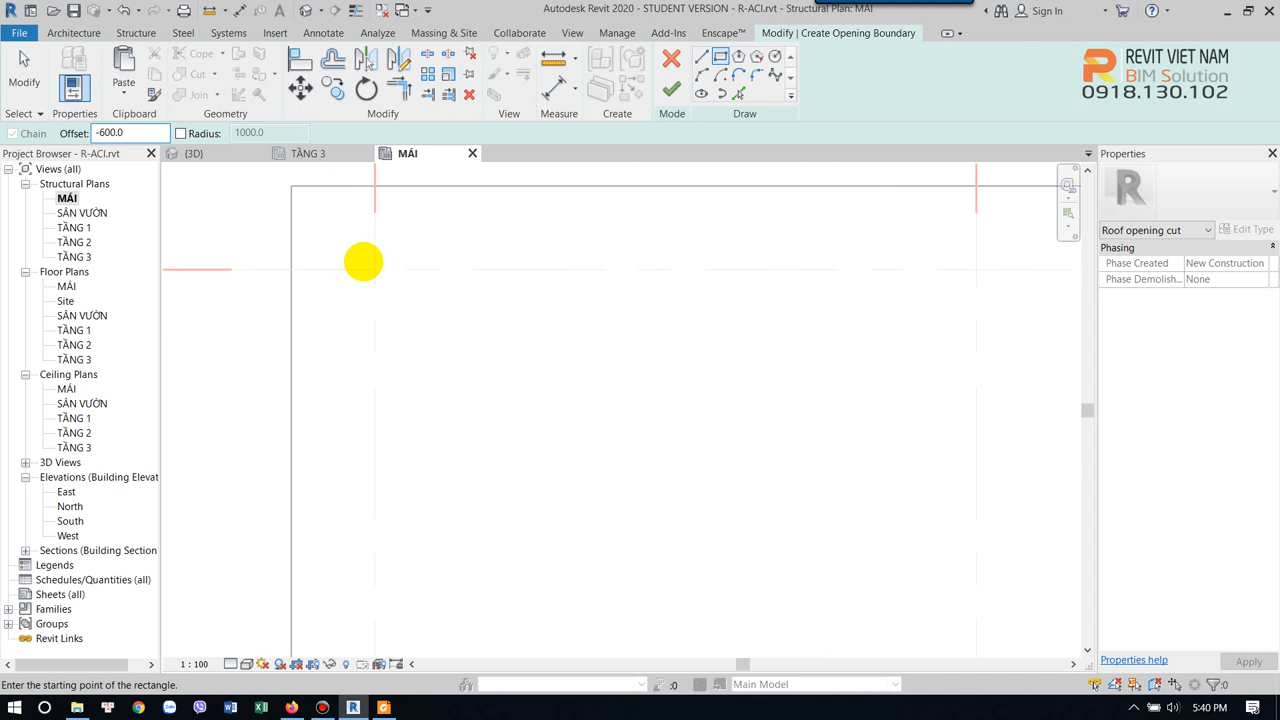 Autodesk Revit 2020 - STUDENT VERSION - R-ACI.rvt - Structural Plan: MÁI
Sign In
File Architecture Structure Steel Systems Insert Annotate Analyze Massing & Site Collaborate View Manage Add-Ins Enscape™ Modify | Create Opening Boundary
Modify Paste Cope Cut Join
REVIT VIET NAM
BIM Solution
0918.130.102
Select Properties Clipboard Geometry Modify View Measure Create Mode Draw
Chain Offset: -600.0 Radius: 1000.0
Project Browser - R-ACI.rvt {3D} TẦNG 3 MÁI Properties
Views (all)
Structural Plans
MÁI
SÂN VƯỜN
TẦNG 1
TẦNG 2
TẦNG 3
Floor Plans
MÁI
Site
SÂN VƯỜN
TẦNG 1
TẦNG 2
TẦNG 3
Ceiling Plans
MÁI
SÂN VƯỜN
TẦNG 1
TẦNG 2
TẦNG 3
3D Views
Elevations (Building Elevat
East
North
South
West
Sections (Building Section
Legends
Schedules/Quantities (all)
Sheets (all)
Families
Groups
Revit Links
2D
R
Roof opening cut Edit Type
Phasing
Phase Created New Construction
Phase Demolish... None
Properties help Apply
1 : 100
Enter the starting point of the rectangle. :0 Main Model :0
5:40 PM